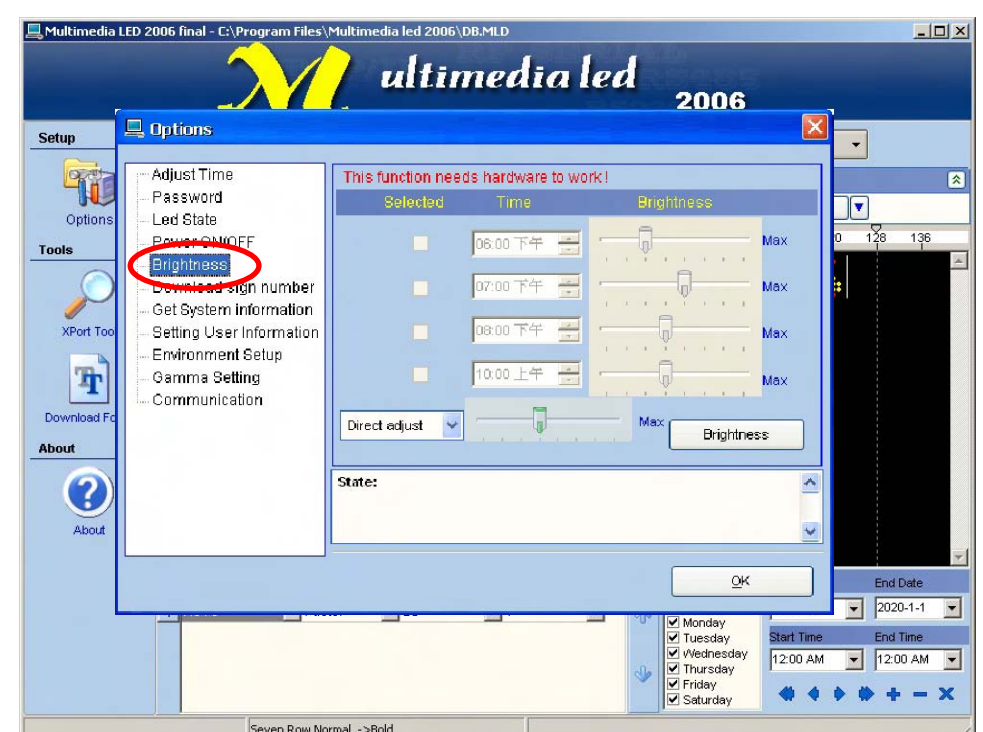 Multimedia LED 2006 final - C:\Program Files\Multimedia led 2006\DB.MLD
M ultimedia led
2006
Setup
Options
Tools
XPort Too
Download Fo
About
About
Options
Adjust Time
Password
Led State
Power ON/OFF
Brightness
Download sign number
Get System information
Setting User Information
Environment Setup
Gamma Setting
Communication
This function needs hardware to work!
Selected Time Brightness
06:00 下午 Max
07:00 下午 Max
08:00 下午 Max
10:00 上午 Max
Direct adjust Max Brightness
State:
OK
0 128 136
End Date
2020-1-1
Monday
Tuesday
Wednesday
Thursday
Friday
Saturday
Start Time End Time
12:00 AM 12:00 AM
Seven Row Normal ->Bold